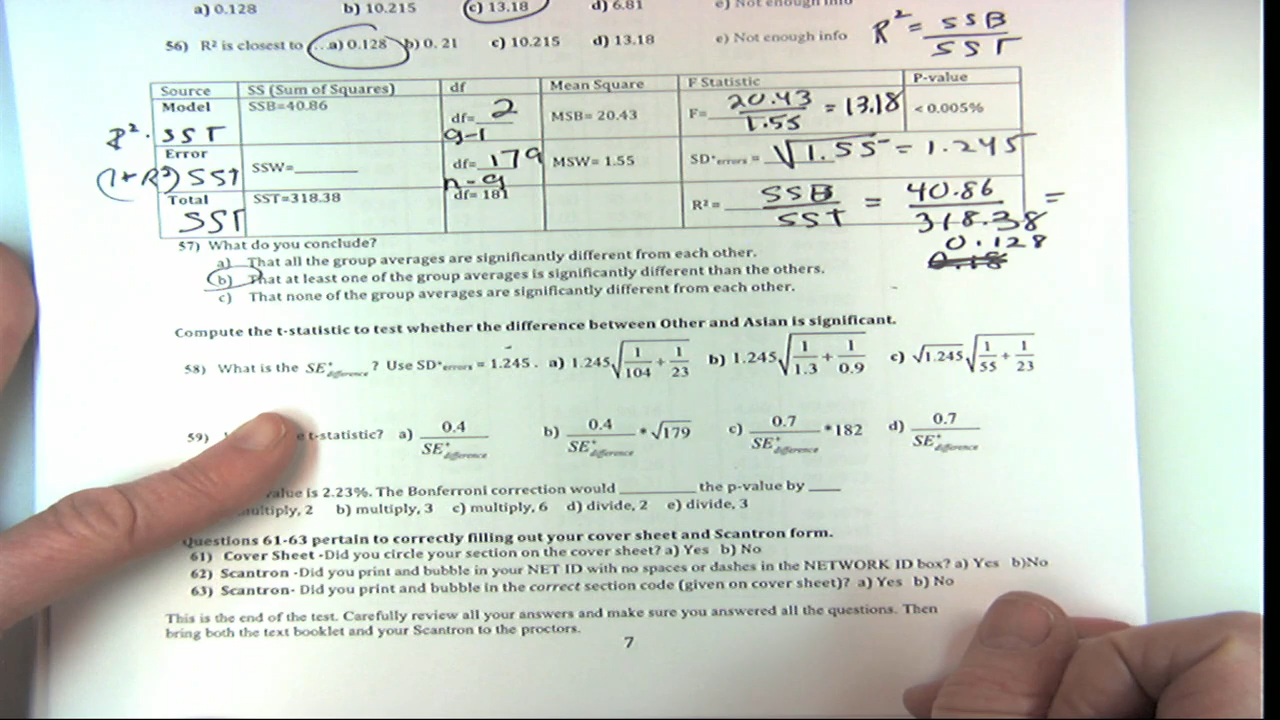 a) 0.128 b) 10.215 c) 13.18 d) 6.81 e) Not enough info
56) R² is closest to ....a) 0.128 b) 0. 21 c) 10.215 d) 13.18 e) Not enough info
R² = SSB / SST
Source SS (Sum of Squares) df Mean Square F Statistic P-value
Model SSB=40.86 df= 2 MSB= 20.43 F= 20.43 / 1.55 = 13.18 < 0.005%
R² · SST g-1
Error SSW=______ df= 179 MSW= 1.55 SD⁺errors = √1.55 = 1.245
SST n-g
Total SST=318.38 df= 181 R² = SSB / SST = 40.86 / 318.38 =
SST 0.128
57) What do you conclude?
a) That all the group averages are significantly different from each other.
b) That at least one of the group averages is significantly different than the others.
c) That none of the group averages are significantly different from each other.
Compute the t-statistic to test whether the difference between Other and Asian is significant.
58) What is the SE⁺difference ? Use SD⁺errors = 1.245 . a) 1.245√(1/104 + 1/23) b) 1.245√(1/1.3 + 1/0.9) c) √1.245 √(1/55 + 1/23)
59) t-statistic? a) 0.4 / SE⁺difference b) 0.4 / SE⁺difference * √179 c) 0.7 / SE⁺difference *182 d) 0.7 / SE⁺difference
is 2.23%. The Bonferroni correction would ________ the p-value by ____
2 b) multiply, 3 c) multiply, 6 d) divide, 2 e) divide, 3
Questions 61-63 pertain to correctly filling out your cover sheet and Scantron form.
61) Cover Sheet -Did you circle your section on the cover sheet? a) Yes b) No
62) Scantron -Did you print and bubble in your NET ID with no spaces or dashes in the NETWORK ID box? a) Yes b)No
63) Scantron- Did you print and bubble in the correct section code (given on cover sheet)? a) Yes b) No
This is the end of the test. Carefully review all your answers and make sure you answered all the questions. Then
bring both the text booklet and your Scantron to the proctors.
7